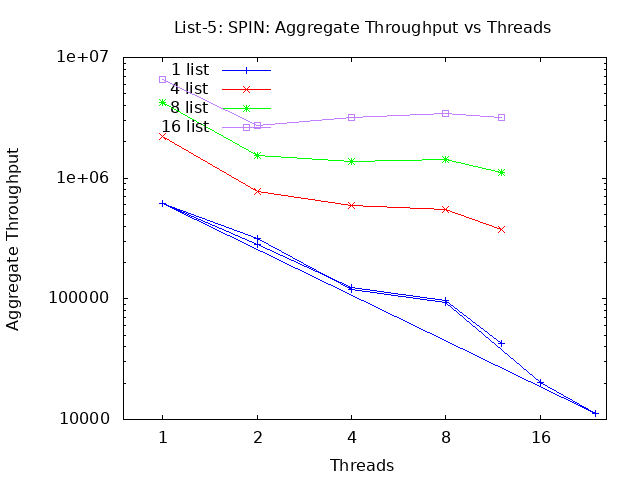 List-5: SPIN: Aggregate Throughput vs Threads
1e+07
1e+06
100000
10000
Aggregate Throughput
1 list
4 list
8 list
16 list
1 2 4 8 16
Threads